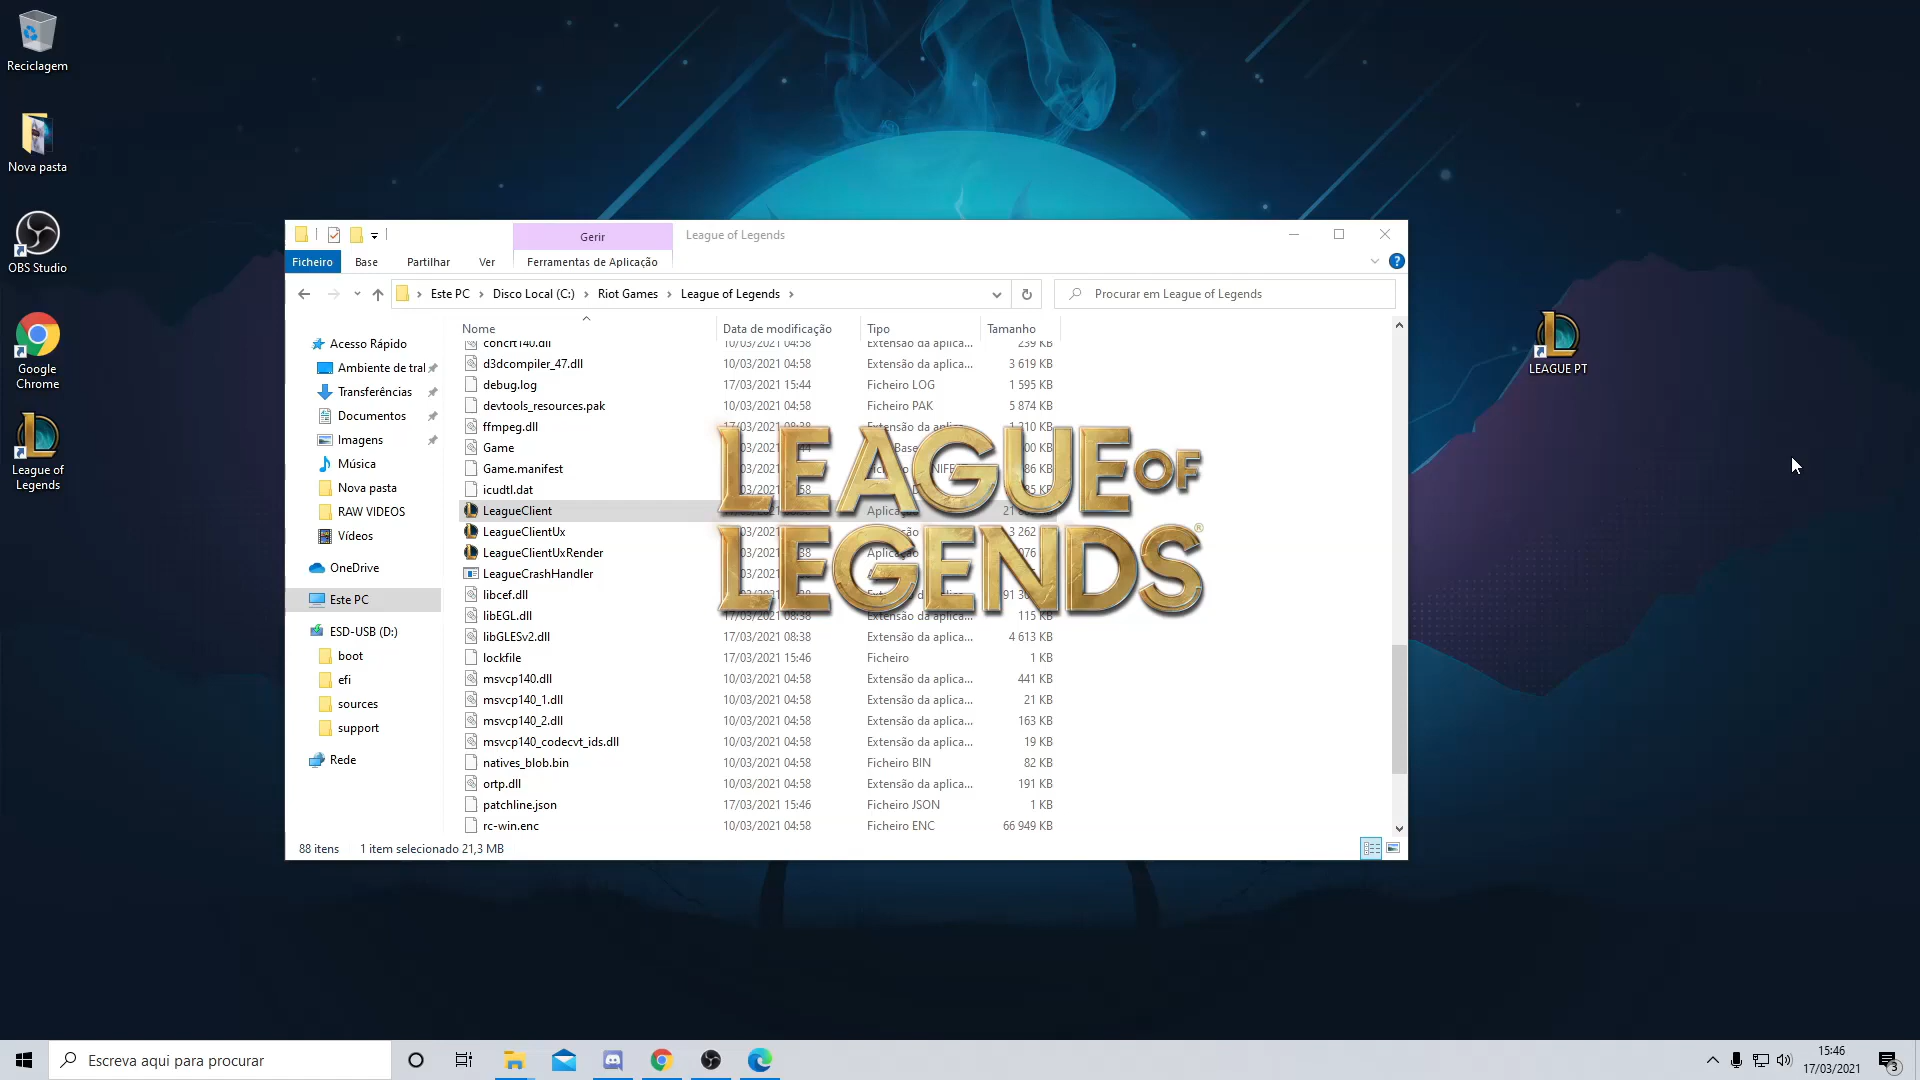 Reciclagem
Nova pasta
OBS Studio
Google
Chrome
League of
Legends
LEAGUE PT
Gerir
League of Legends
Ficheiro
Base
Partilhar
Ver
Ferramentas de Aplicação
Este PC
Disco Local (C:)
Riot Games
League of Legends
Procurar em League of Legends
Acesso Rápido
Ambiente de tral
Transferências
Documentos
Imagens
Música
Nova pasta
RAW VIDEOS
Vídeos
OneDrive
Este PC
ESD-USB (D:)
boot
efi
sources
support
Rede
Nome Data de modificação Tipo Tamanho
concrt140.dll 10/03/2021 04:58 Extensão da aplica... 239 KB
d3dcompiler_47.dll 10/03/2021 04:58 Extensão da aplica... 3 619 KB
debug.log 17/03/2021 15:44 Ficheiro LOG 1 595 KB
devtools_resources.pak 10/03/2021 04:58 Ficheiro PAK 5 874 KB
ffmpeg.dll 17/03/2021 08:38 Extensão da aplica... 1 210 KB
Game
Game.manifest
icudtl.dat
LeagueClient
LeagueClientUx
LeagueClientUxRender
LeagueCrashHandler
libcef.dll
libEGL.dll 17/03/2021 08:38 Extensão da aplica... 115 KB
libGLESv2.dll 17/03/2021 08:38 Extensão da aplica... 4 613 KB
lockfile 17/03/2021 15:46 Ficheiro 1 KB
msvcp140.dll 10/03/2021 04:58 Extensão da aplica... 441 KB
msvcp140_1.dll 10/03/2021 04:58 Extensão da aplica... 21 KB
msvcp140_2.dll 10/03/2021 04:58 Extensão da aplica... 163 KB
msvcp140_codecvt_ids.dll 10/03/2021 04:58 Extensão da aplica... 19 KB
natives_blob.bin 10/03/2021 04:58 Ficheiro BIN 82 KB
ortp.dll 10/03/2021 04:58 Extensão da aplica... 191 KB
patchline.json 17/03/2021 15:46 Ficheiro JSON 1 KB
rc-win.enc 10/03/2021 04:58 Ficheiro ENC 66 949 KB
LEAGUE OF
LEGENDS®
88 itens 1 item selecionado 21,3 MB
Escreva aqui para procurar
15:46
17/03/2021
3